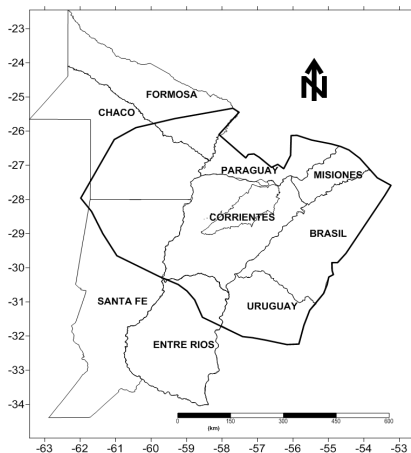 -23
-24
-25
-26
-27
-28
-29
-30
-31
-32
-33
-34
N
FORMOSA
CHACO
PARAGUAY
MISIONES
CORRIENTES
BRASIL
SANTA FE
URUGUAY
ENTRE RIOS
0 150 300 450 600
(km)
-63 -62 -61 -60 -59 -58 -57 -56 -55 -54 -53